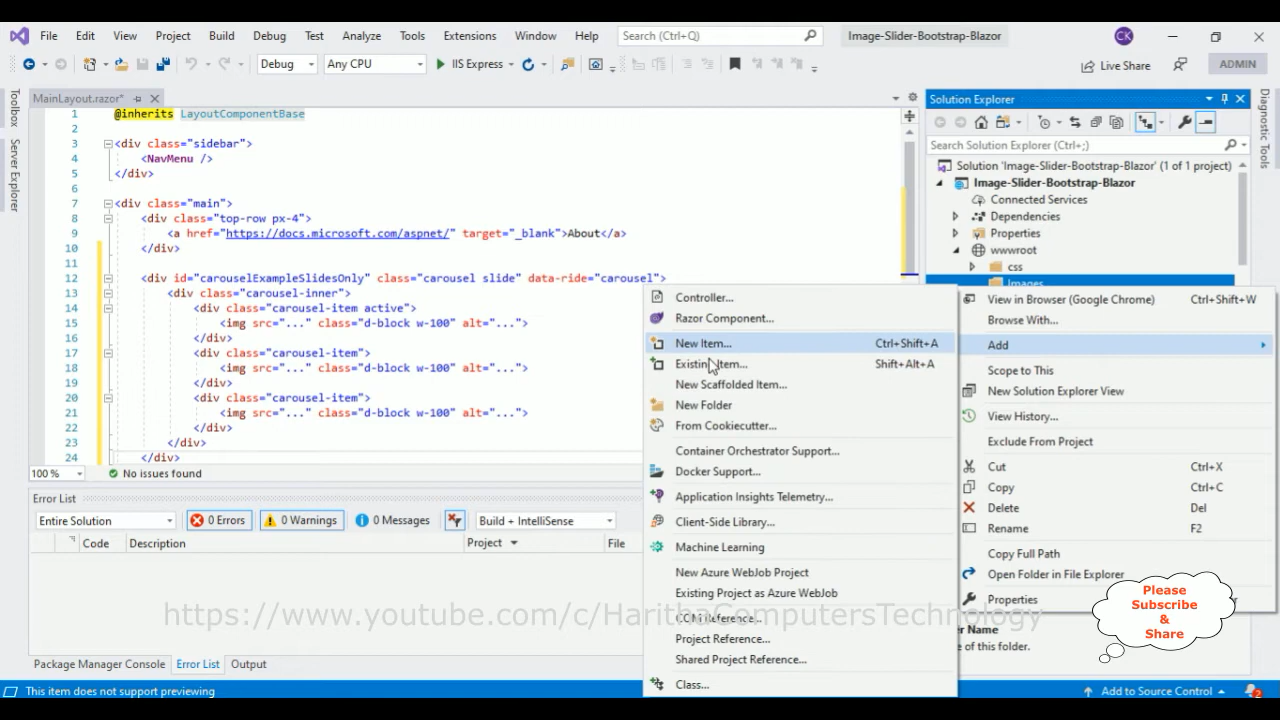 File Edit View Project Build Debug Test Analyze Tools Extensions Window Help Search (Ctrl+Q) Image-Slider-Bootstrap-Blazor CK
Debug Any CPU IIS Express Live Share ADMIN
Toolbox
Server Explorer
MainLayout.razor*
1 @inherits LayoutComponentBase
2
3 <div class="sidebar">
4 <NavMenu />
5 </div>
6
7 <div class="main">
8 <div class="top-row px-4">
9 <a href="https://docs.microsoft.com/aspnet/" target="_blank">About</a>
10 </div>
11
12 <div id="carouselExampleSlidesOnly" class="carousel slide" data-ride="carousel">
13 <div class="carousel-inner">
14 <div class="carousel-item active">
15 <img src="..." class="d-block w-100" alt="...">
16 </div>
17 <div class="carousel-item">
18 <img src="..." class="d-block w-100" alt="...">
19 </div>
20 <div class="carousel-item">
21 <img src="..." class="d-block w-100" alt="...">
22 </div>
23 </div>
24 </div>
100 % No issues found
Error List
Entire Solution 0 Errors 0 Warnings 0 Messages Build + IntelliSense
Code Description Project File
Package Manager Console Error List Output
This item does not support previewing
Controller...
Razor Component...
New Item... Ctrl+Shift+A
Existing Item... Shift+Alt+A
New Scaffolded Item...
New Folder
From Cookiecutter...
Container Orchestrator Support...
Docker Support...
Application Insights Telemetry...
Client-Side Library...
Machine Learning
New Azure WebJob Project
Existing Project as Azure WebJob
COM Reference...
Project Reference...
Shared Project Reference...
Class...
Solution Explorer
Search Solution Explorer (Ctrl+;)
Solution 'Image-Slider-Bootstrap-Blazor' (1 of 1 project)
Image-Slider-Bootstrap-Blazor
Connected Services
Dependencies
Properties
wwwroot
css
Images
View in Browser (Google Chrome) Ctrl+Shift+W
Browse With...
Add
Scope to This
New Solution Explorer View
View History...
Exclude From Project
Cut Ctrl+X
Copy Ctrl+C
Delete Del
Rename F2
Copy Full Path
Open Folder in File Explorer
Properties
er Name
e of this folder.
Diagnostic Tools
Add to Source Control 2
https://www.youtube.com/c/HarithaComputersTechnology
Please
Subscribe
&
Share